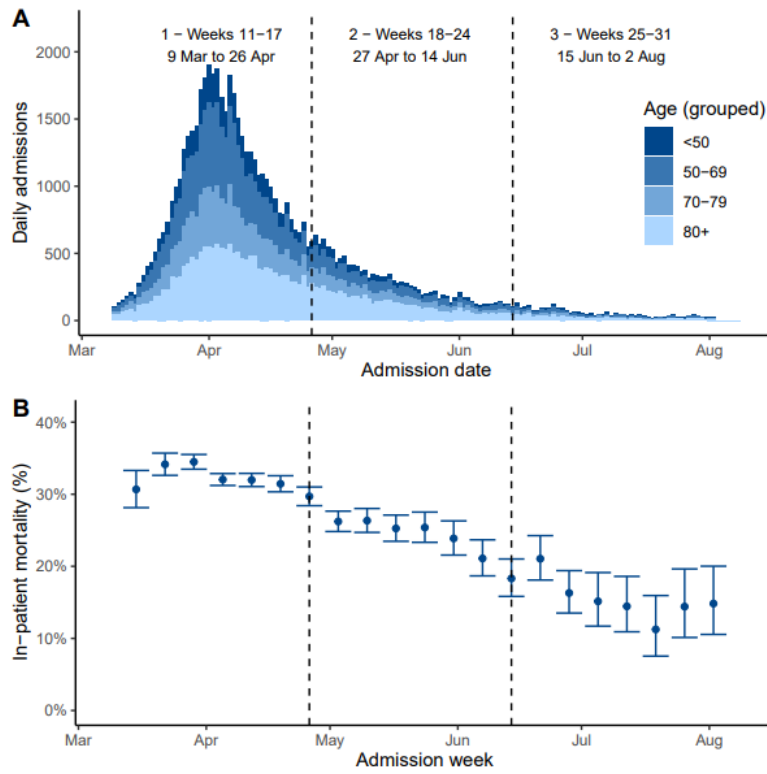 A
1 − Weeks 11−17
9 Mar to 26 Apr
2 − Weeks 18−24
27 Apr to 14 Jun
3 − Weeks 25−31
15 Jun to 2 Aug
Daily admissions
2000
1500
1000
500
0
Age (grouped)
<50
50−69
70−79
80+
Mar
Apr
May
Jun
Jul
Aug
Admission date
B
In−patient mortality (%)
40%
30%
20%
10%
0%
Mar
Apr
May
Jun
Jul
Aug
Admission week